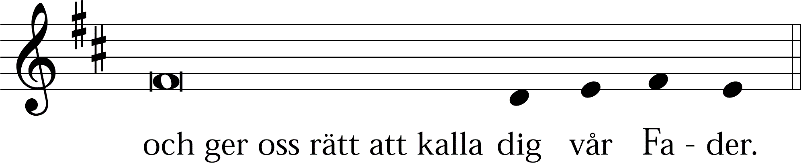 och ger oss rätt att kalla dig vår Fa - der.